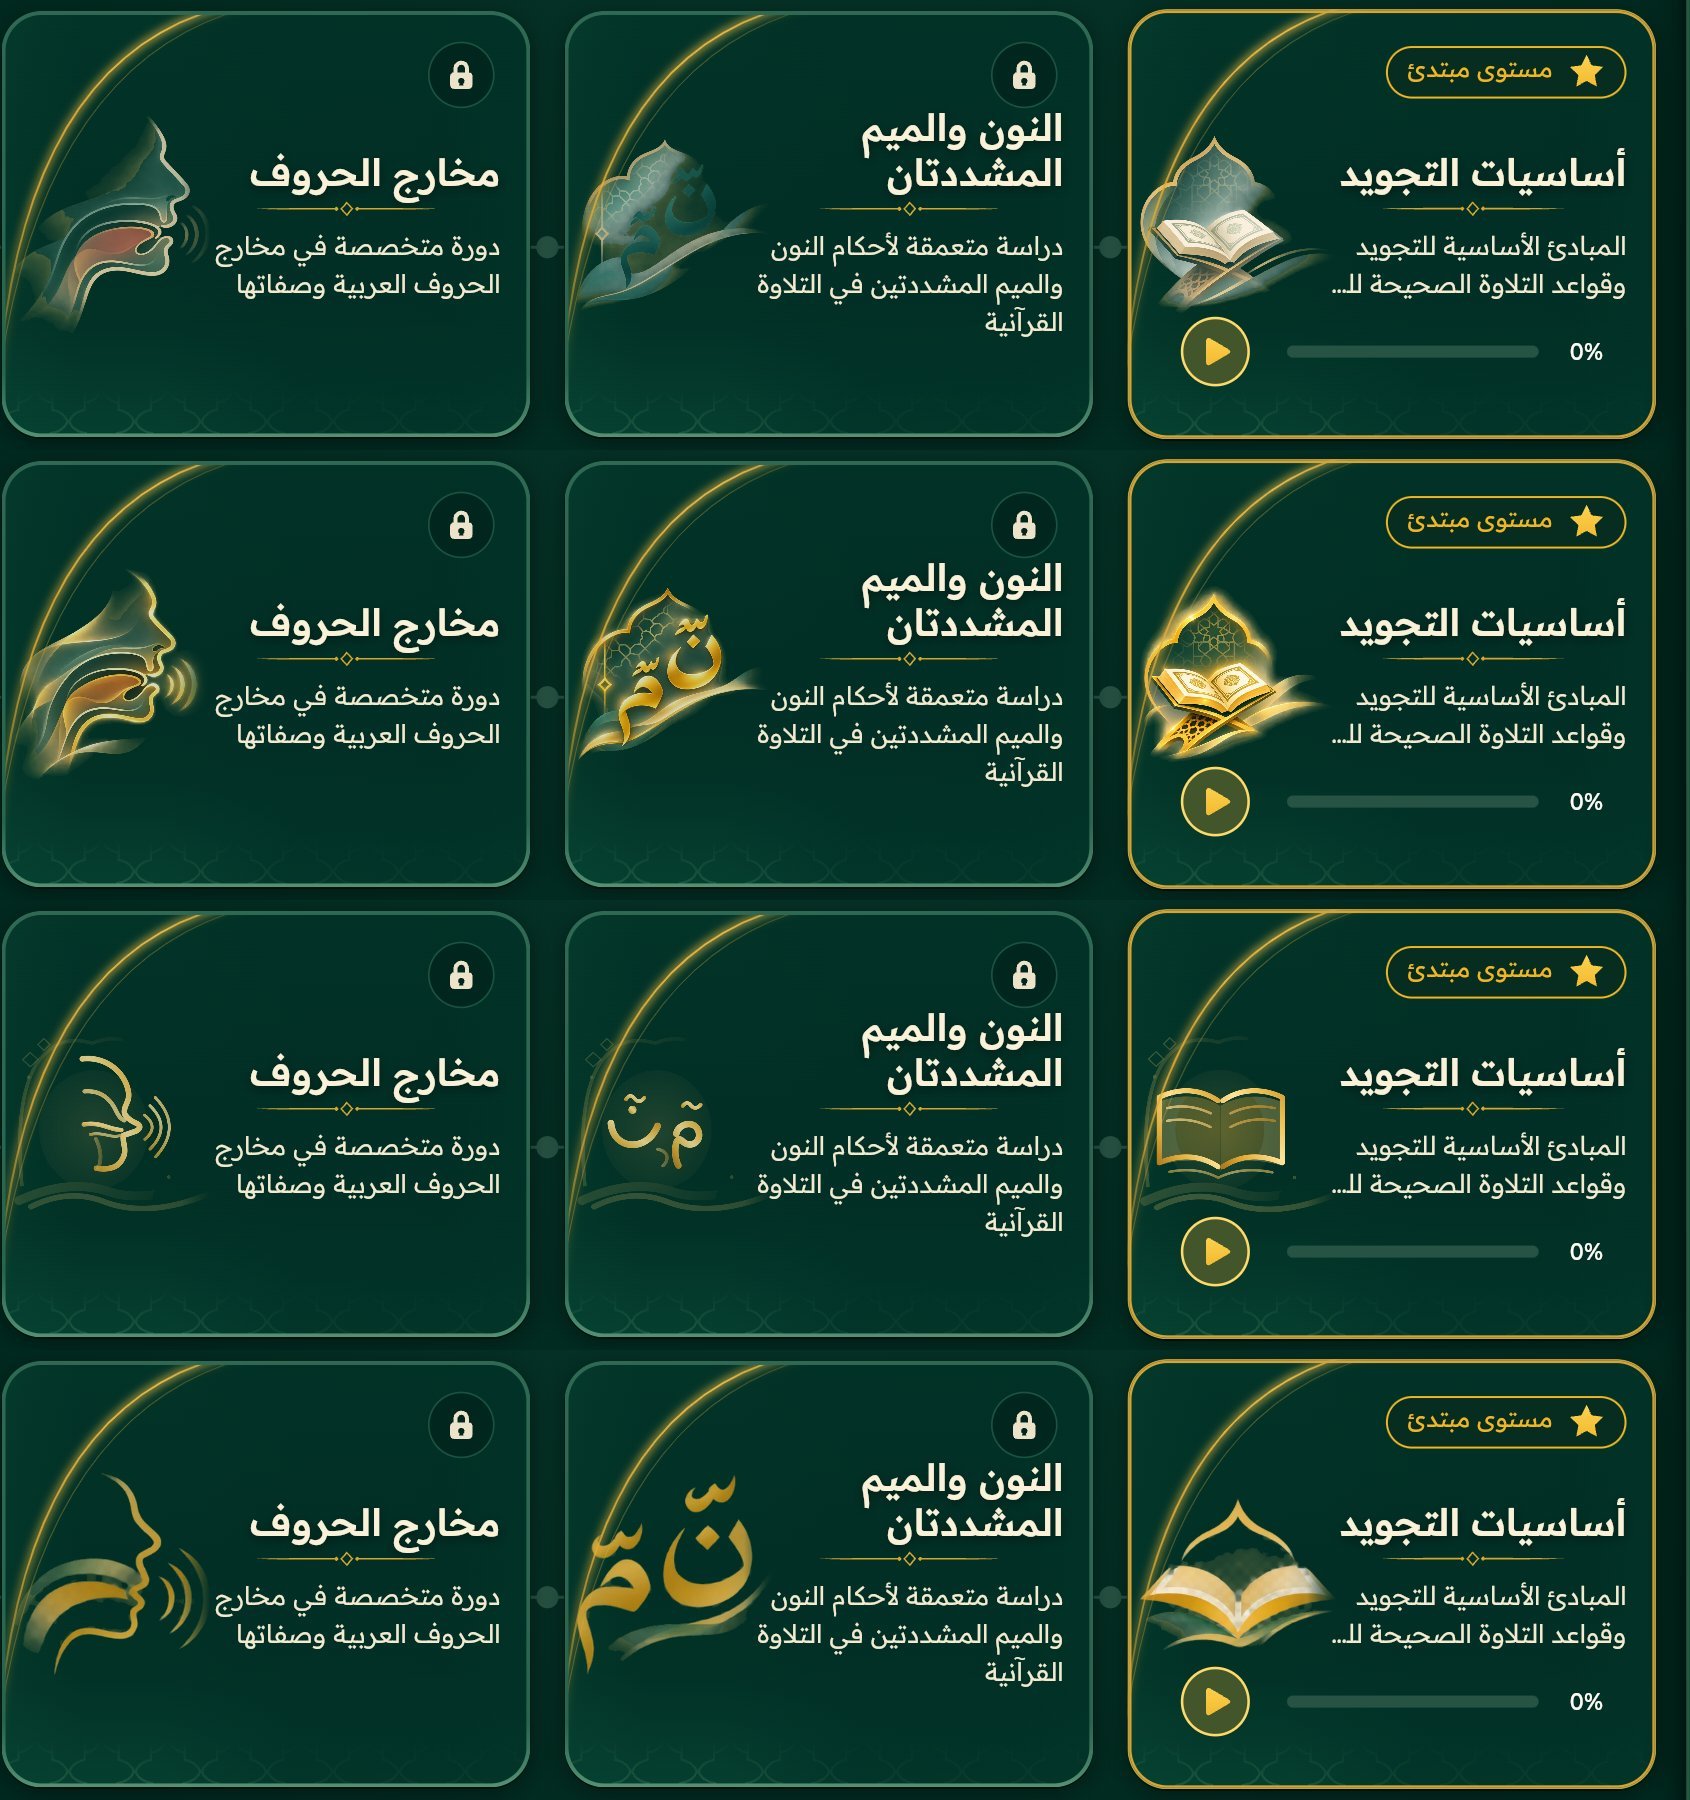 مستوى مبتدئ
أساسيات التجويد
المبادئ الأساسية للتجويد
وقواعد التلاوة الصحيحة للـ...
0%
النون والميم
المشددتان
نّ مّ
دراسة متعمقة لأحكام النون
والميم المشددتين في التلاوة
القرآنية
مخارج الحروف
دورة متخصصة في مخارج
الحروف العربية وصفاتها
مستوى مبتدئ
أساسيات التجويد
المبادئ الأساسية للتجويد
وقواعد التلاوة الصحيحة للـ...
0%
النون والميم
المشددتان
نّ مّ
دراسة متعمقة لأحكام النون
والميم المشددتين في التلاوة
القرآنية
مخارج الحروف
دورة متخصصة في مخارج
الحروف العربية وصفاتها
مستوى مبتدئ
أساسيات التجويد
المبادئ الأساسية للتجويد
وقواعد التلاوة الصحيحة للـ...
0%
النون والميم
المشددتان
دراسة متعمقة لأحكام النون
والميم المشددتين في التلاوة
القرآنية
مخارج الحروف
دورة متخصصة في مخارج
الحروف العربية وصفاتها
مستوى مبتدئ
أساسيات التجويد
المبادئ الأساسية للتجويد
وقواعد التلاوة الصحيحة للـ...
0%
النون والميم
المشددتان
نّ مّ
دراسة متعمقة لأحكام النون
والميم المشددتين في التلاوة
القرآنية
مخارج الحروف
دورة متخصصة في مخارج
الحروف العربية وصفاتها